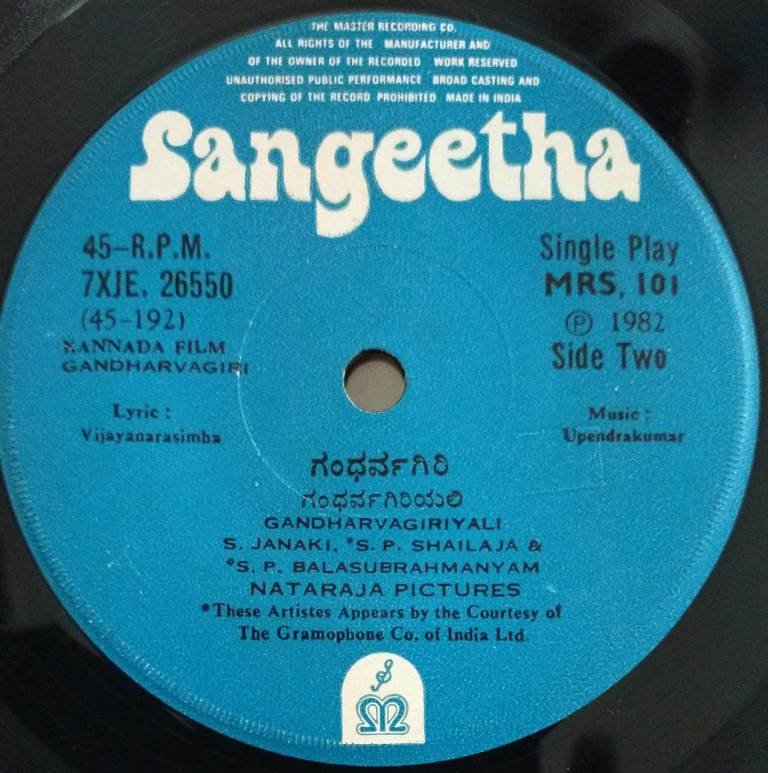 THE MASTER RECORDING CO.
ALL RIGHTS OF THE MANUFACTURER AND
OF THE OWNER OF THE RECORDED WORK RESERVED
UNAUTHORISED PUBLIC PERFORMANCE BROAD CASTING AND
COPYING OF THE RECORD PROHIBITED MADE IN INDIA
Sangeetha
45-R.P.M.
7XJE. 26550
(45-192)
KANNADA FILM
GANDHARVAGIRI
Single Play
MRS. 101
Ⓟ 1982
Side Two
Lyric :
Vijayanarasimha
Music :
Upendrakumar
ಗಂಧರ್ವಗಿರಿ
ಗಂಧರ್ವಗಿರಿಯಲಿ
GANDHARVAGIRIYALI
S. JANAKI, *S. P. SHAILAJA &
*S. P. BALASUBRAHMANYAM
NATARAJA PICTURES
*These Artistes Appears by the Courtesy of
The Gramophone Co. of India Ltd.